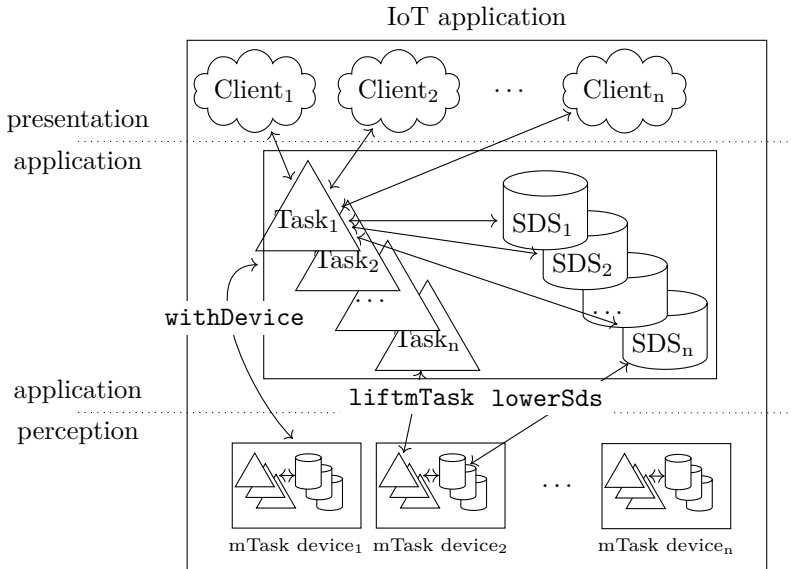 IoT application
Client₁ Client₂ ... Clientₙ
presentation
application
Task₁ SDS₁
Task₂ SDS₂
... ...
withDevice
Taskₙ SDSₙ
application
liftmTask lowerSds
perception
...
mTask device₁ mTask device₂ mTask deviceₙ